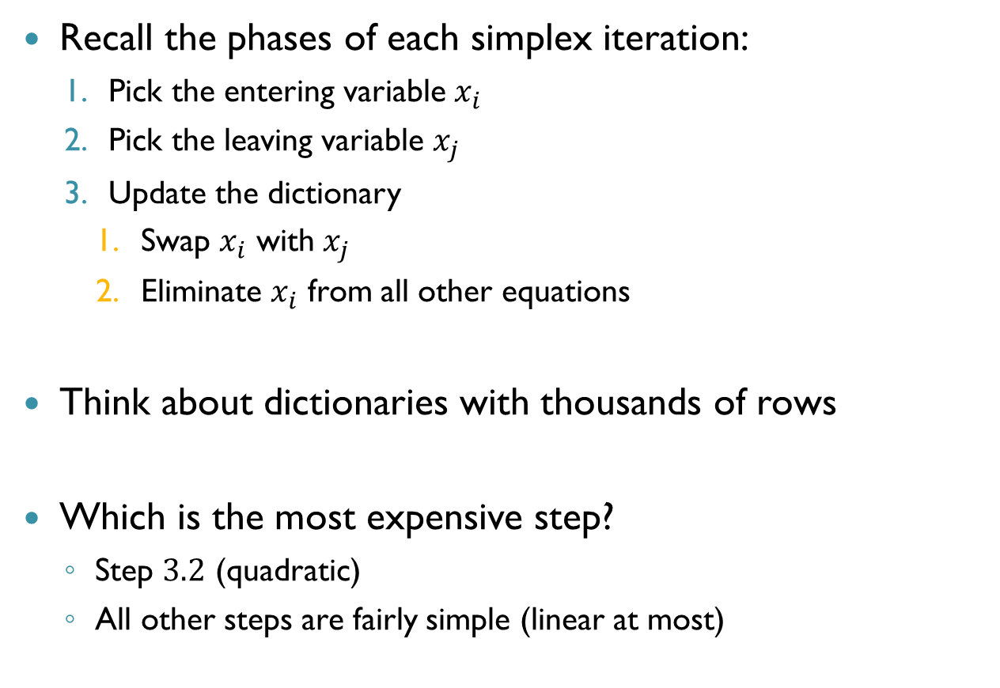 • Recall the phases of each simplex iteration:
1. Pick the entering variable $x_i$
2. Pick the leaving variable $x_j$
3. Update the dictionary
1. Swap $x_i$ with $x_j$
2. Eliminate $x_i$ from all other equations
• Think about dictionaries with thousands of rows
• Which is the most expensive step?
◦ Step 3.2 (quadratic)
◦ All other steps are fairly simple (linear at most)